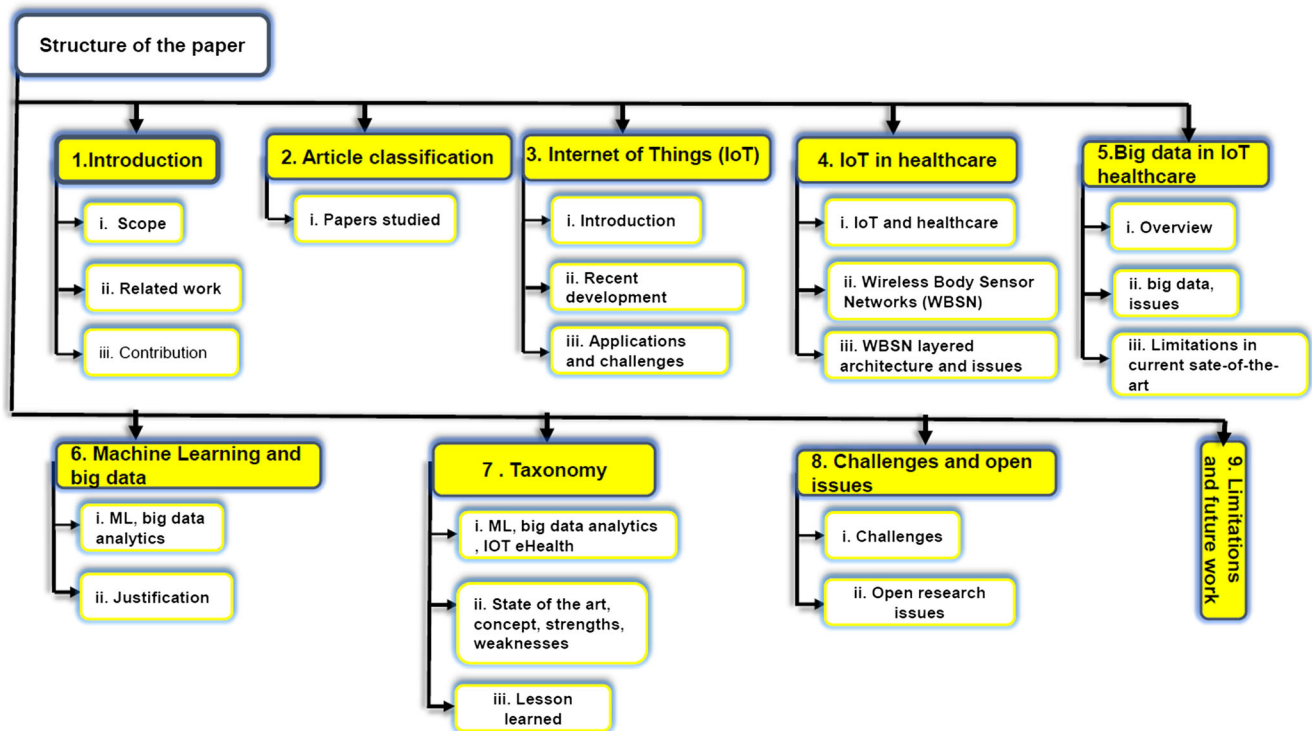 Structure of the paper
1.Introduction
i. Scope
ii. Related work
iii. Contribution
2. Article classification
i. Papers studied
3. Internet of Things (IoT)
i. Introduction
ii. Recent
development
iii. Applications
and challenges
4. IoT in healthcare
i. IoT and healthcare
ii. Wireless Body Sensor
Networks (WBSN)
iii. WBSN layered
architecture and issues
5.Big data in IoT
healthcare
i. Overview
ii. big data,
issues
iii. Limitations in
current sate-of-the-
art
6. Machine Learning and
big data
i. ML, big data
analytics
ii. Justification
7 . Taxonomy
i. ML, big data analytics
, IOT eHealth
ii. State of the art,
concept, strengths,
weaknesses
iii. Lesson
learned
8. Challenges and open
issues
i. Challenges
ii. Open research
issues
9. Limitations
and future work